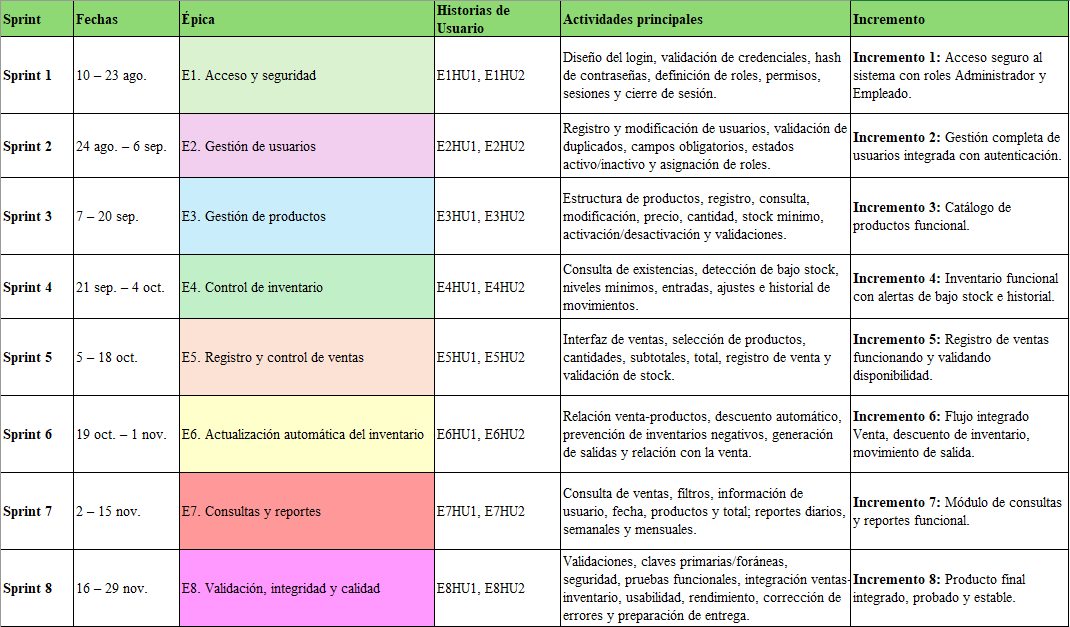 Sprint
Fechas
Épica
Historias de
Usuario
Actividades principales
Incremento
Sprint 1
10 – 23 ago.
E1. Acceso y seguridad
E1HU1, E1HU2
Diseño del login, validación de credenciales, hash
de contraseñas, definición de roles, permisos,
sesiones y cierre de sesión.
Incremento 1: Acceso seguro al
sistema con roles Administrador y
Empleado.
Sprint 2
24 ago. – 6 sep.
E2. Gestión de usuarios
E2HU1, E2HU2
Registro y modificación de usuarios, validación de
duplicados, campos obligatorios, estados
activo/inactivo y asignación de roles.
Incremento 2: Gestión completa de
usuarios integrada con autenticación.
Sprint 3
7 – 20 sep.
E3. Gestión de productos
E3HU1, E3HU2
Estructura de productos, registro, consulta,
modificación, precio, cantidad, stock mínimo,
activación/desactivación y validaciones.
Incremento 3: Catálogo de
productos funcional.
Sprint 4
21 sep. – 4 oct.
E4. Control de inventario
E4HU1, E4HU2
Consulta de existencias, detección de bajo stock,
niveles mínimos, entradas, ajustes e historial de
movimientos.
Incremento 4: Inventario funcional
con alertas de bajo stock e historial.
Sprint 5
5 – 18 oct.
E5. Registro y control de ventas
E5HU1, E5HU2
Interfaz de ventas, selección de productos,
cantidades, subtotales, total, registro de venta y
validación de stock.
Incremento 5: Registro de ventas
funcionando y validando
disponibilidad.
Sprint 6
19 oct. – 1 nov.
E6. Actualización automática del inventario
E6HU1, E6HU2
Relación venta-productos, descuento automático,
prevención de inventarios negativos, generación
de salidas y relación con la venta.
Incremento 6: Flujo integrado
Venta, descuento de inventario,
movimiento de salida.
Sprint 7
2 – 15 nov.
E7. Consultas y reportes
E7HU1, E7HU2
Consulta de ventas, filtros, información de
usuario, fecha, productos y total; reportes diarios,
semanales y mensuales.
Incremento 7: Módulo de consultas
y reportes funcional.
Sprint 8
16 – 29 nov.
E8. Validación, integridad y calidad
E8HU1, E8HU2
Validaciones, claves primarias/foráneas,
seguridad, pruebas funcionales, integración ventas-
inventario, usabilidad, rendimiento, corrección de
errores y preparación de entrega.
Incremento 8: Producto final
integrado, probado y estable.